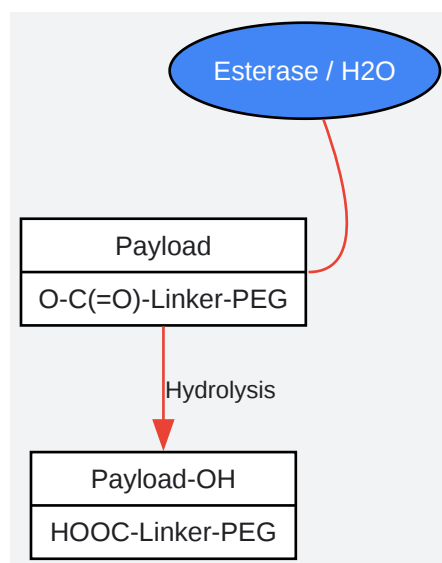 Esterase / H2O
Payload
O-C(=O)-Linker-PEG
Hydrolysis
Payload-OH
HOOC-Linker-PEG